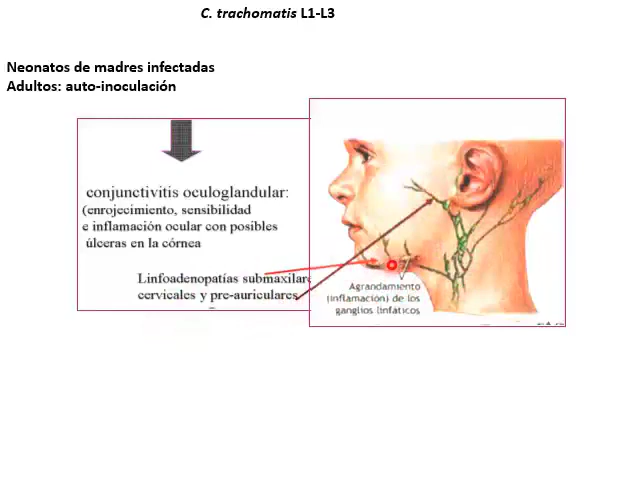 C. trachomatis L1-L3
Neonatos de madres infectadas
Adultos: auto-inoculación
conjunctivitis oculoglandular:
(enrojecimiento, sensibilidad
e inflamación ocular con posibles
úlceras en la córnea
Linfoadenopatías submaxilare
cervicales y pre-auriculares
Agrandamiento
(inflamación) de los
ganglios linfáticos